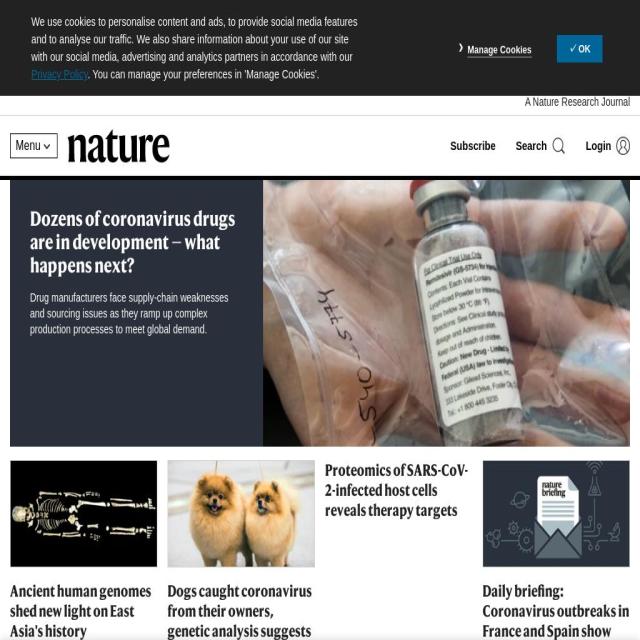 We use cookies to personalise content and ads, to provide social media features
and to analyse our traffic. We also share information about your use of our site
with our social media, advertising and analytics partners in accordance with our
Privacy Policy. You can manage your preferences in 'Manage Cookies'.
Manage Cookies
✓ OK
A Nature Research Journal
Menu
nature
Subscribe
Search
Login
Dozens of coronavirus drugs
are in development – what
happens next?
Drug manufacturers face supply-chain weaknesses
and sourcing issues as they ramp up complex
production processes to meet global demand.
For Clinical Trial Use Only
Remdesivir (GS-5734) for
Contents: Each Vial Contains
Lyophilized Powder for
Store below 30 °C (86 °F).
Directions: See Clinical study
dosage and Administration.
Keep out of reach of children.
Caution: New Drug - Limited by
Federal (USA) law to
Sponsor: Gilead Sciences, Inc.
333 Lakeside Drive, Foster
Tel: +1 800 445 3235
nature
briefing
Proteomics of SARS-CoV-
2-infected host cells
reveals therapy targets
Ancient human genomes
shed new light on East
Asia's history
Dogs caught coronavirus
from their owners,
genetic analysis suggests
Daily briefing:
Coronavirus outbreaks in
France and Spain show